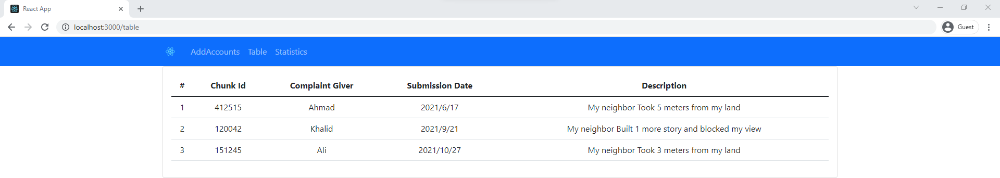 React App
localhost:3000/table
Guest
AddAccounts Table Statistics
# Chunk Id Complaint Giver Submission Date Description
1 412515 Ahmad 2021/6/17 My neighbor Took 5 meters from my land
2 120042 Khalid 2021/9/21 My neighbor Built 1 more story and blocked my view
3 151245 Ali 2021/10/27 My neighbor Took 3 meters from my land